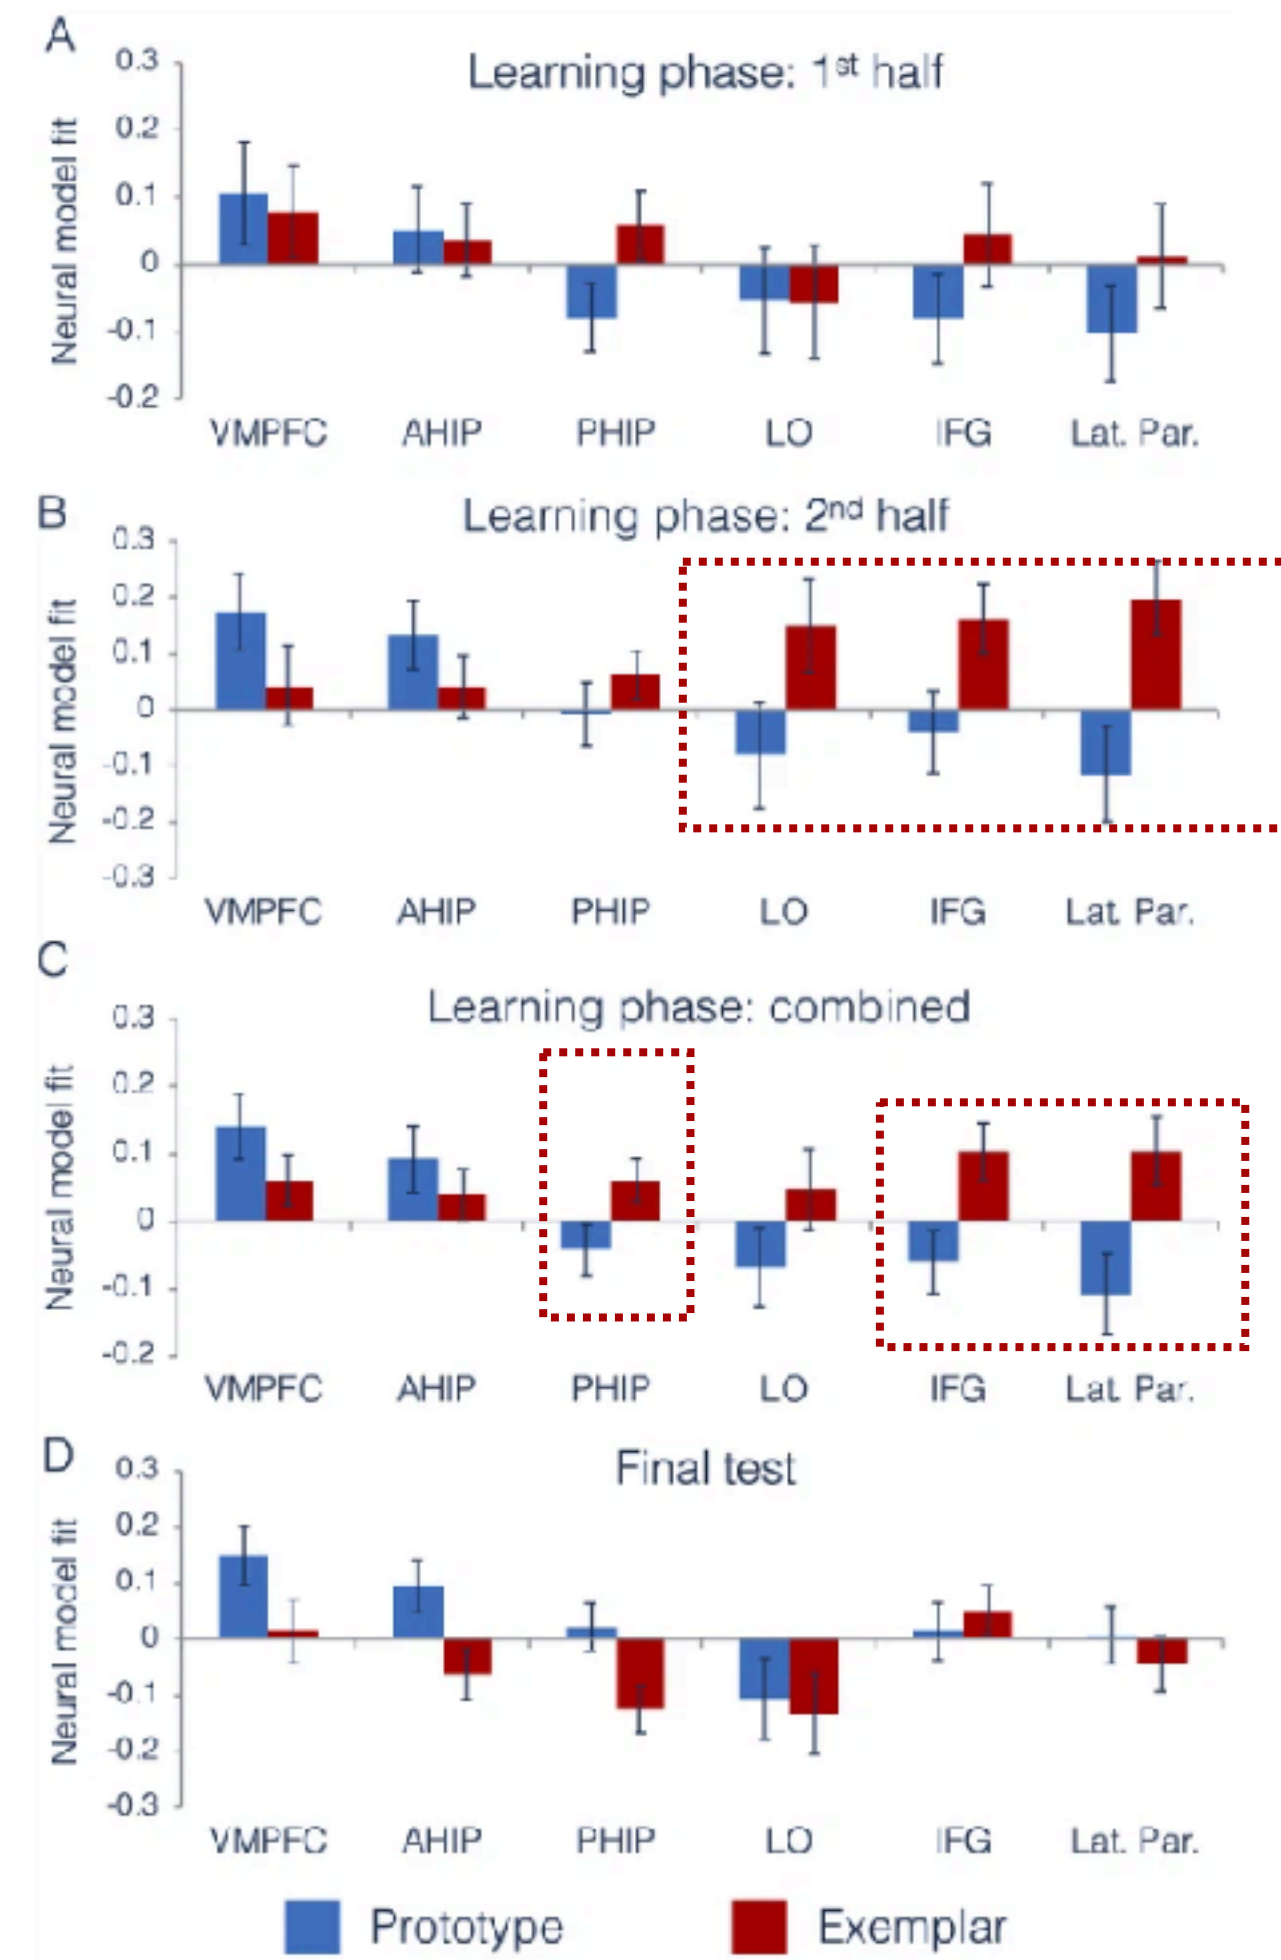 A
Learning phase: 1st half
Neural model fit
0.3
0.2
0.1
0
-0.1
-0.2
VMPFC AHIP PHIP LO IFG Lat. Par.
B
Learning phase: 2nd half
Neural model fit
0.3
0.2
0.1
0
-0.1
-0.2
-0.3
VMPFC AHIP PHIP LO IFG Lat. Par.
C
Learning phase: combined
Neural model fit
0.3
0.2
0.1
0
-0.1
-0.2
VMPFC AHIP PHIP LO IFG Lat. Par.
D
Final test
Neural model fit
0.3
0.2
0.1
0
-0.1
-0.2
-0.3
VMPFC AHIP PHIP LO IFG Lat. Par.
Prototype Exemplar